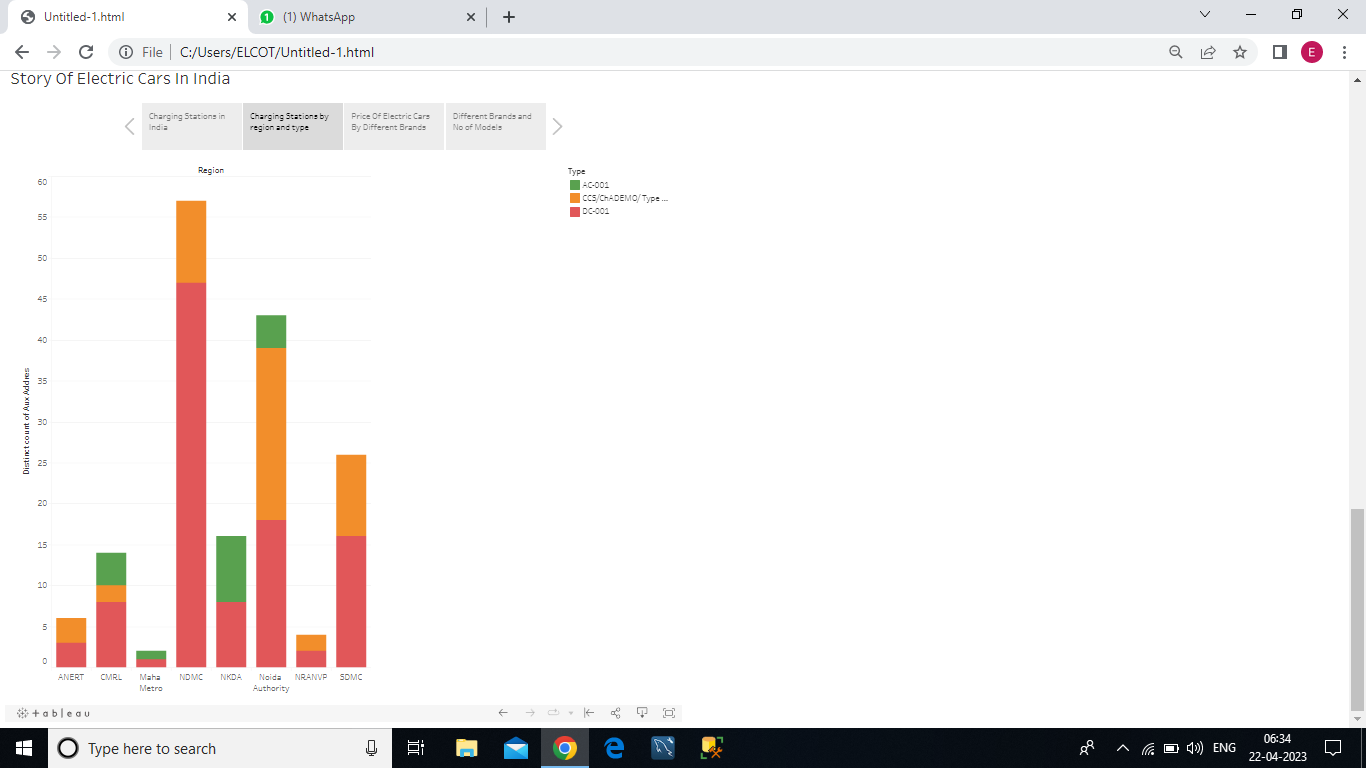 Untitled-1.html
(1) WhatsApp
File
C:/Users/ELCOT/Untitled-1.html
E
Story Of Electric Cars In India
Charging Stations in
India
Charging Stations by
region and type
Price Of Electric Cars
By Different Brands
Different Brands and
No of Models
Region
Type
AC-001
CCS/CHADEMO/ Type ...
DC-001
60
55
50
45
40
35
30
25
20
15
10
5
0
Distinct count of Aux Addres
ANERT
CMRL
Maha
Metro
NDMC
NKDA
Noida
Authority
NRANVP
SDMC
+ a b l e a u
Type here to search
ENG
06:34
22-04-2023